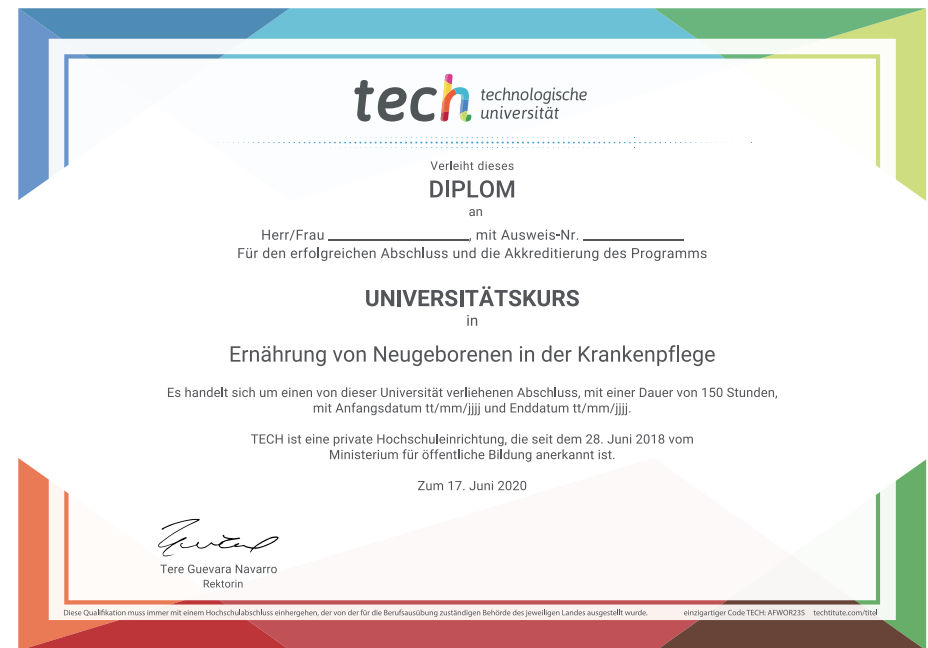 tech technologische
universität
Verleiht dieses
DIPLOM
an
Herr/Frau ____________________, mit Ausweis-Nr. ______________
Für den erfolgreichen Abschluss und die Akkreditierung des Programms
UNIVERSITÄTSKURS
in
Ernährung von Neugeborenen in der Krankenpflege
Es handelt sich um einen von dieser Universität verliehenen Abschluss, mit einer Dauer von 150 Stunden,
mit Anfangsdatum tt/mm/jjjj und Enddatum tt/mm/jjjj.
TECH ist eine private Hochschuleinrichtung, die seit dem 28. Juni 2018 vom
Ministerium für öffentliche Bildung anerkannt ist.
Zum 17. Juni 2020
Tere Guevara Navarro
Rektorin
Diese Qualifikation muss immer mit einem Hochschulabschluss einhergehen, der von der für die Berufsausübung zuständigen Behörde des jeweiligen Landes ausgestellt wurde. einzigartiger Code TECH: AFWOR23S techtitute.com/titel